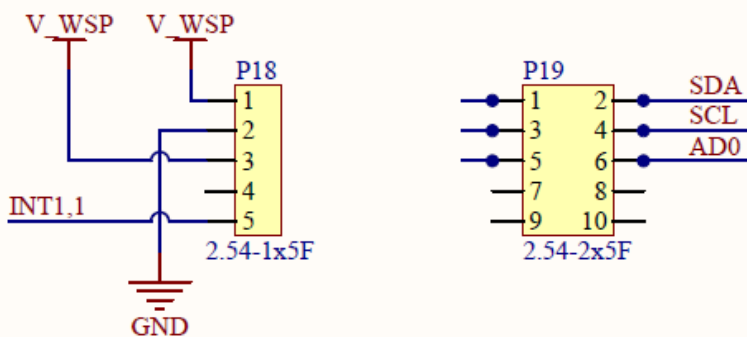 V_WSP V_WSP
P18
1
2
3
4
5
INT1,1
2.54-1x5F
GND
P19
1 2 SDA
3 4 SCL
5 6 AD0
7 8
9 10
2.54-2x5F